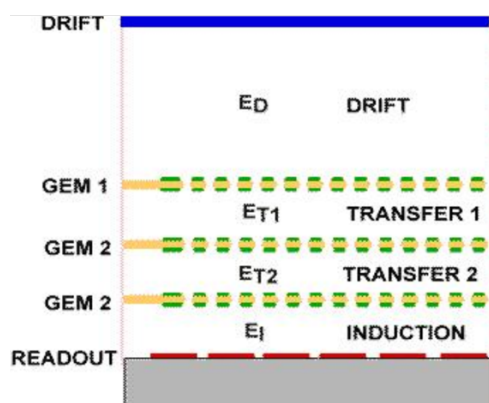 DRIFT
ED DRIFT
GEM 1
ET1 TRANSFER 1
GEM 2
ET2 TRANSFER 2
GEM 2
EI INDUCTION
READOUT